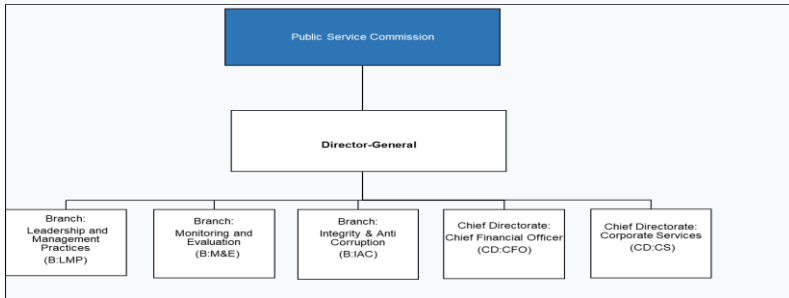 Public Service Commission
Director-General
Branch:
Leadership and
Management
Practices
(B:LMP)
Branch:
Monitoring and
Evaluation
(B:M&E)
Branch:
Integrity & Anti
Corruption
(B:IAC)
Chief Directorate:
Chief Financial Officer
(CD:CFO)
Chief Directorate:
Corporate Services
(CD:CS)